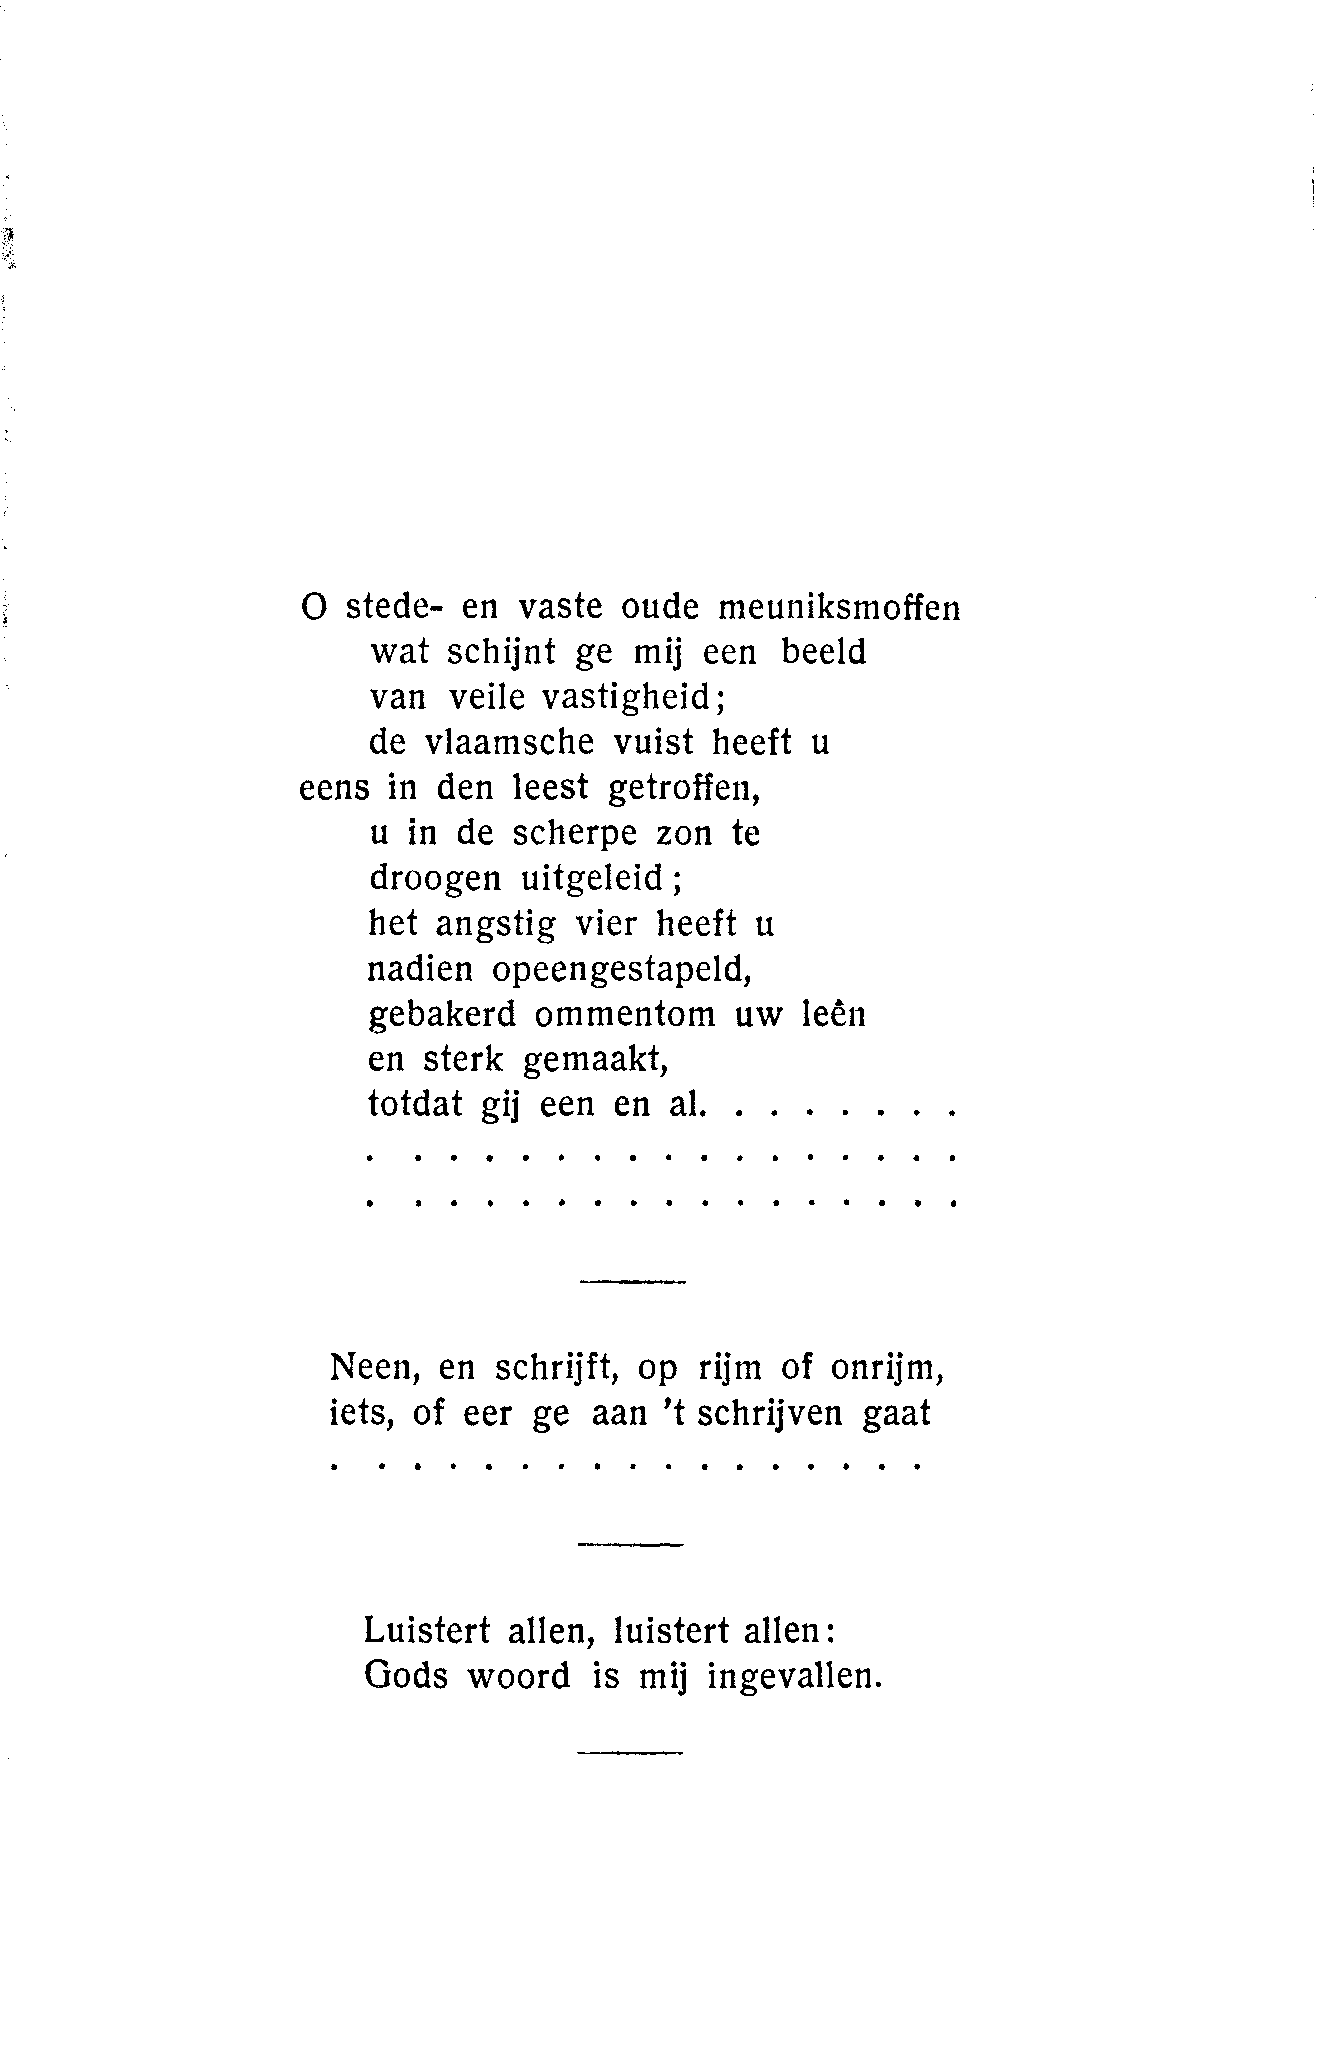 O stede- en vaste oude meuniksmoffen
wat schijnt ge mij een beeld
van veile vastigheid;
de vlaamsche vuist heeft u
eens in den leest getroffen,
u in de scherpe zon te
droogen uitgeleid;
het angstig vier heeft u
nadien opeengestapeld,
gebakerd ommentom uw leên
en sterk gemaakt,
totdat gij een en al. . . . . . . .
. . . . . . . . . . . . . . . . .
. . . . . . . . . . . . . . . . .
Neen, en schrijft, op rijm of onrijm,
iets, of eer ge aan 't schrijven gaat
. . . . . . . . . . . . . . . . .
Luistert allen, luistert allen:
Gods woord is mij ingevallen.